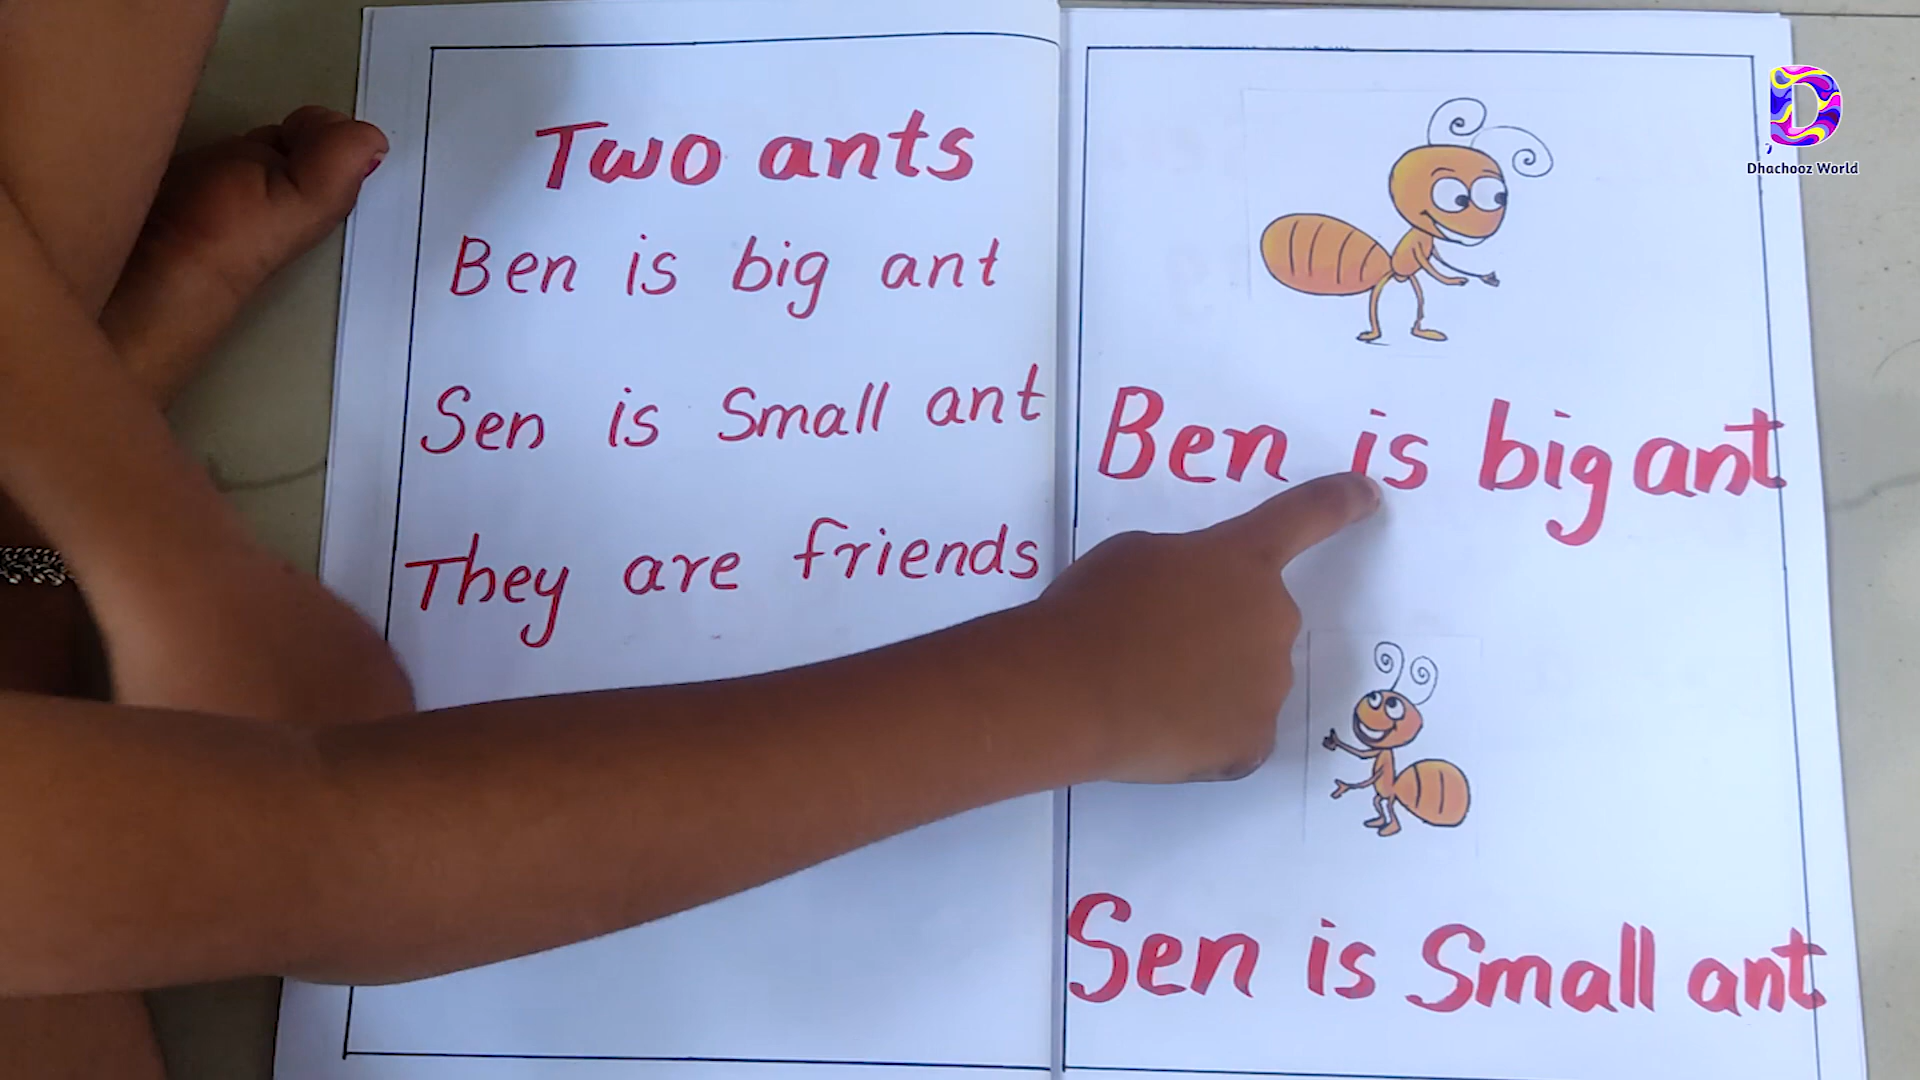 Two ants
Ben is big ant
Sen is Small ant
They are friends
Ben is big ant
Sen is Small ant
Dhachooz World